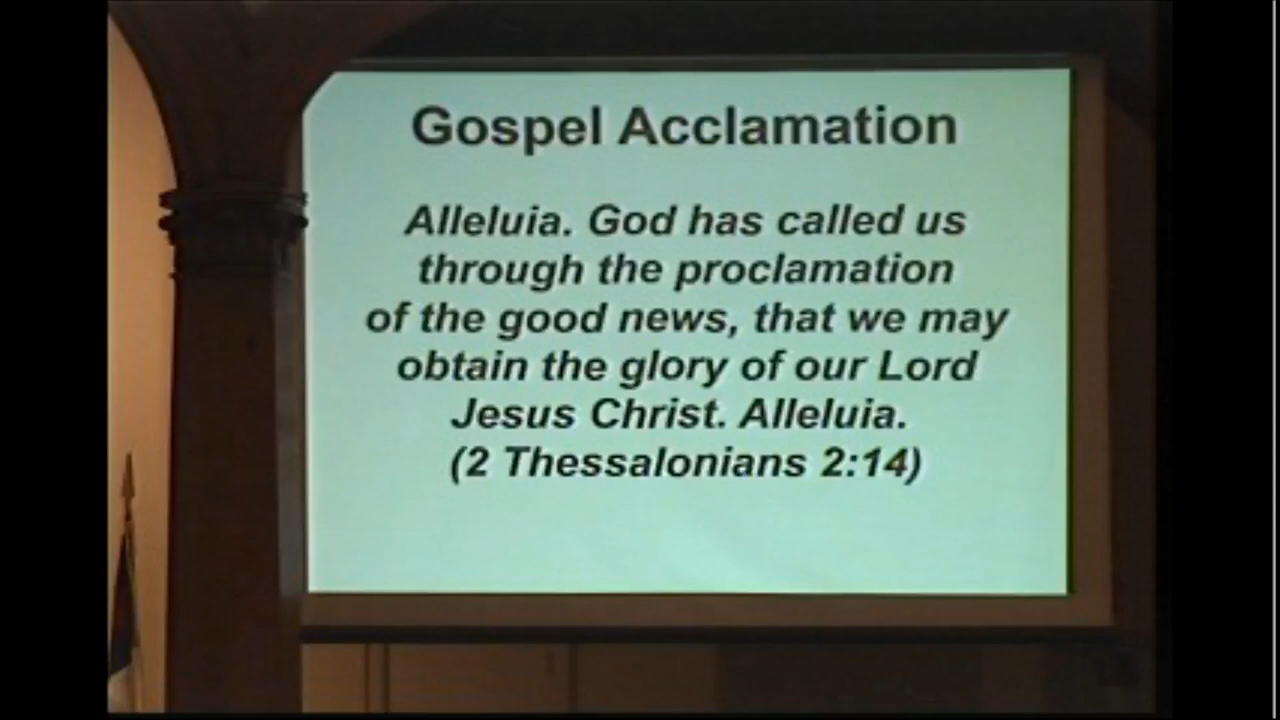 Gospel Acclamation
Alleluia. God has called us
through the proclamation
of the good news, that we may
obtain the glory of our Lord
Jesus Christ. Alleluia.
(2 Thessalonians 2:14)